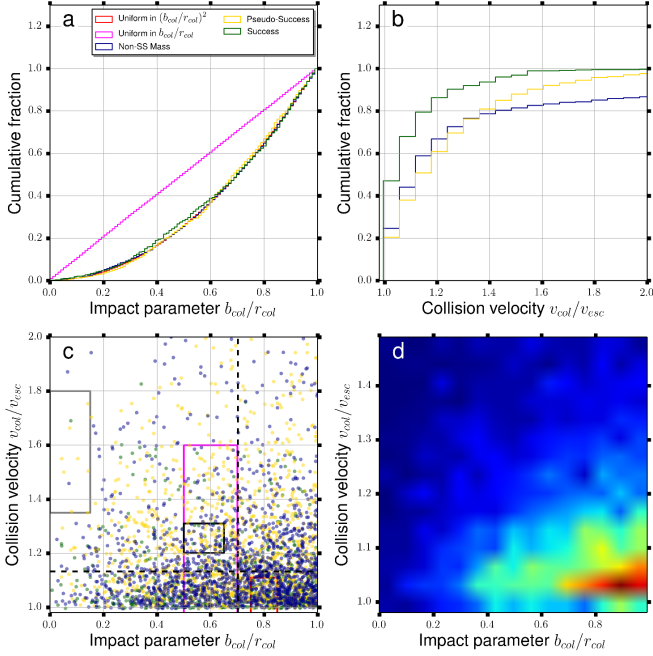 a
Uniform in (b_col/r_col)^2
Uniform in b_col/r_col
Non-SS Mass
Pseudo-Success
Success
Cumulative fraction
1.0
0.8
0.6
0.4
0.2
0.0
0.0 0.2 0.4 0.6 0.8 1.0
Impact parameter b_col/r_col
b
Cumulative fraction
1.0
0.8
0.6
0.4
0.2
0.0
1.0 1.2 1.4 1.6 1.8 2.0
Collision velocity v_col/v_esc
c
Collision velocity v_col/v_esc
2.0
1.8
1.6
1.4
1.2
1.0
0.0 0.2 0.4 0.6 0.8 1.0
Impact parameter b_col/r_col
d
Collision velocity v_col/v_esc
1.4
1.3
1.2
1.1
1.0
0.0 0.2 0.4 0.6 0.8
Impact parameter b_col/r_col